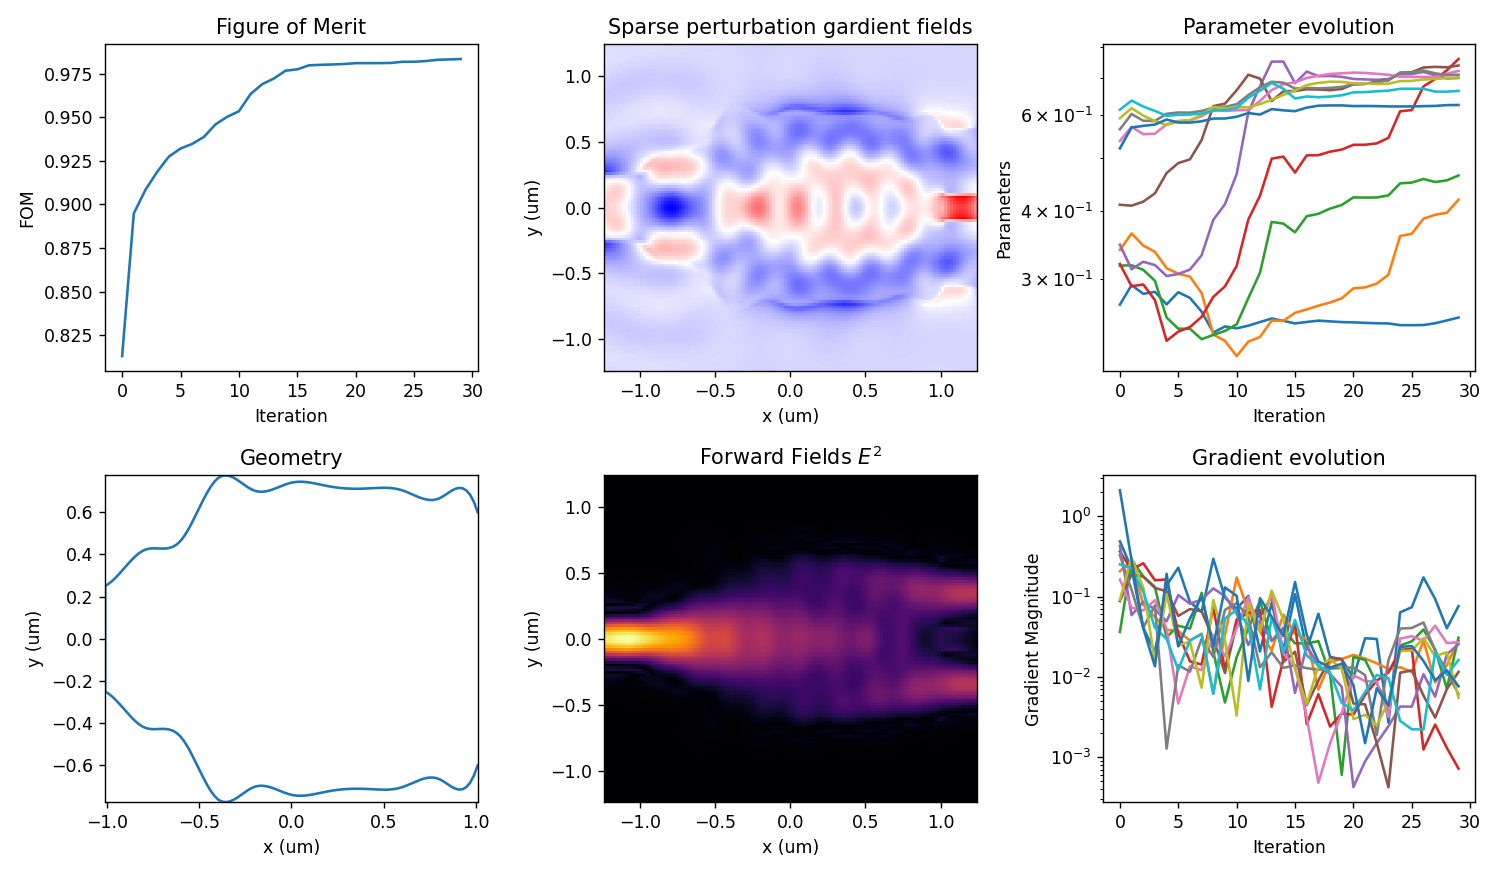 Figure of Merit
0.975
0.950
0.925
0.900
0.875
0.850
0.825
FOM
0 5 10 15 20 25 30
Iteration
Sparse perturbation gardient fields
1.0
0.5
0.0
−0.5
−1.0
y (um)
−1.0 −0.5 0.0 0.5 1.0
x (um)
Parameter evolution
6 × 10⁻¹
4 × 10⁻¹
3 × 10⁻¹
Parameters
0 5 10 15 20 25 30
Iteration
Geometry
0.6
0.4
0.2
0.0
−0.2
−0.4
−0.6
y (um)
−1.0 −0.5 0.0 0.5 1.0
x (um)
Forward Fields E²
1.0
0.5
0.0
−0.5
−1.0
y (um)
−1.0 −0.5 0.0 0.5 1.0
x (um)
Gradient evolution
10⁰
10⁻¹
10⁻²
10⁻³
Gradient Magnitude
0 5 10 15 20 25 30
Iteration